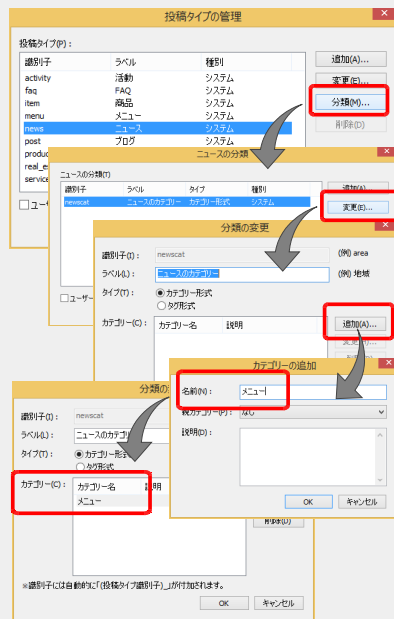 投稿タイプの管理
投稿タイプ(P)：
識別子 ラベル 種別
activity 活動 システム
faq FAQ システム
item 商品 システム
menu メニュー システム
news ニュース システム
post ブログ システム
produc
real_es
service
追加(A)...
変更(E)...
分類(M)...
削除(D)
ニュースの分類
ニュースの分類(T)
識別子 ラベル タイプ 種別
newscat ニュースのカテゴリー カテゴリー形式 システム
追加(A)...
変更(E)...
分類の変更
識別子(I)： newscat (例) area
ラベル(L)： ニュースのカテゴリー (例) 地域
タイプ(T)： カテゴリー形式
タグ形式
カテゴリー(C)： カテゴリー名 説明
追加(A)...
カテゴリーの追加
名前(N)： メニュー
親カテゴリー(P)： なし
説明(D)：
OK キャンセル
分類の
識別子(I)： newscat
ラベル(L)： ニュースのカテゴリ
タイプ(T)： カテゴリー形式
タグ形式
カテゴリー(C)： カテゴリー名 説明
メニュー
削除(D)
※識別子には自動的に「(投稿タイプ識別子)_」が付加されます。
OK キャンセル